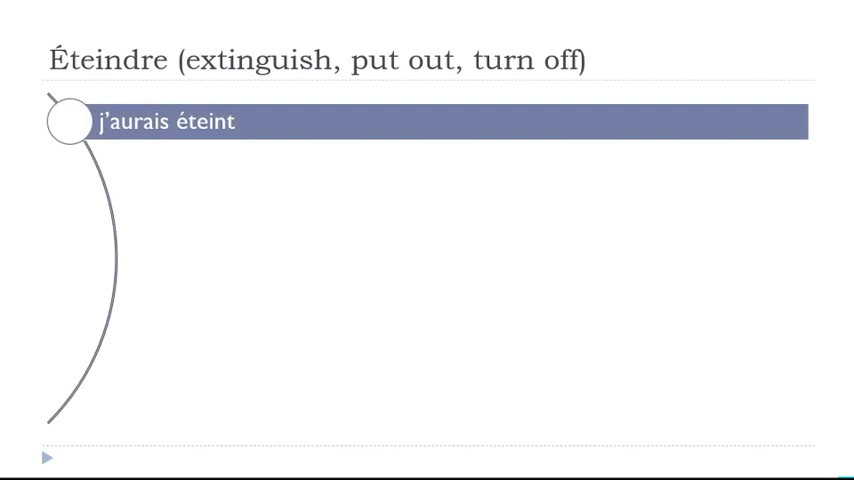 Éteindre (extinguish, put out, turn off)
j’aurais éteint